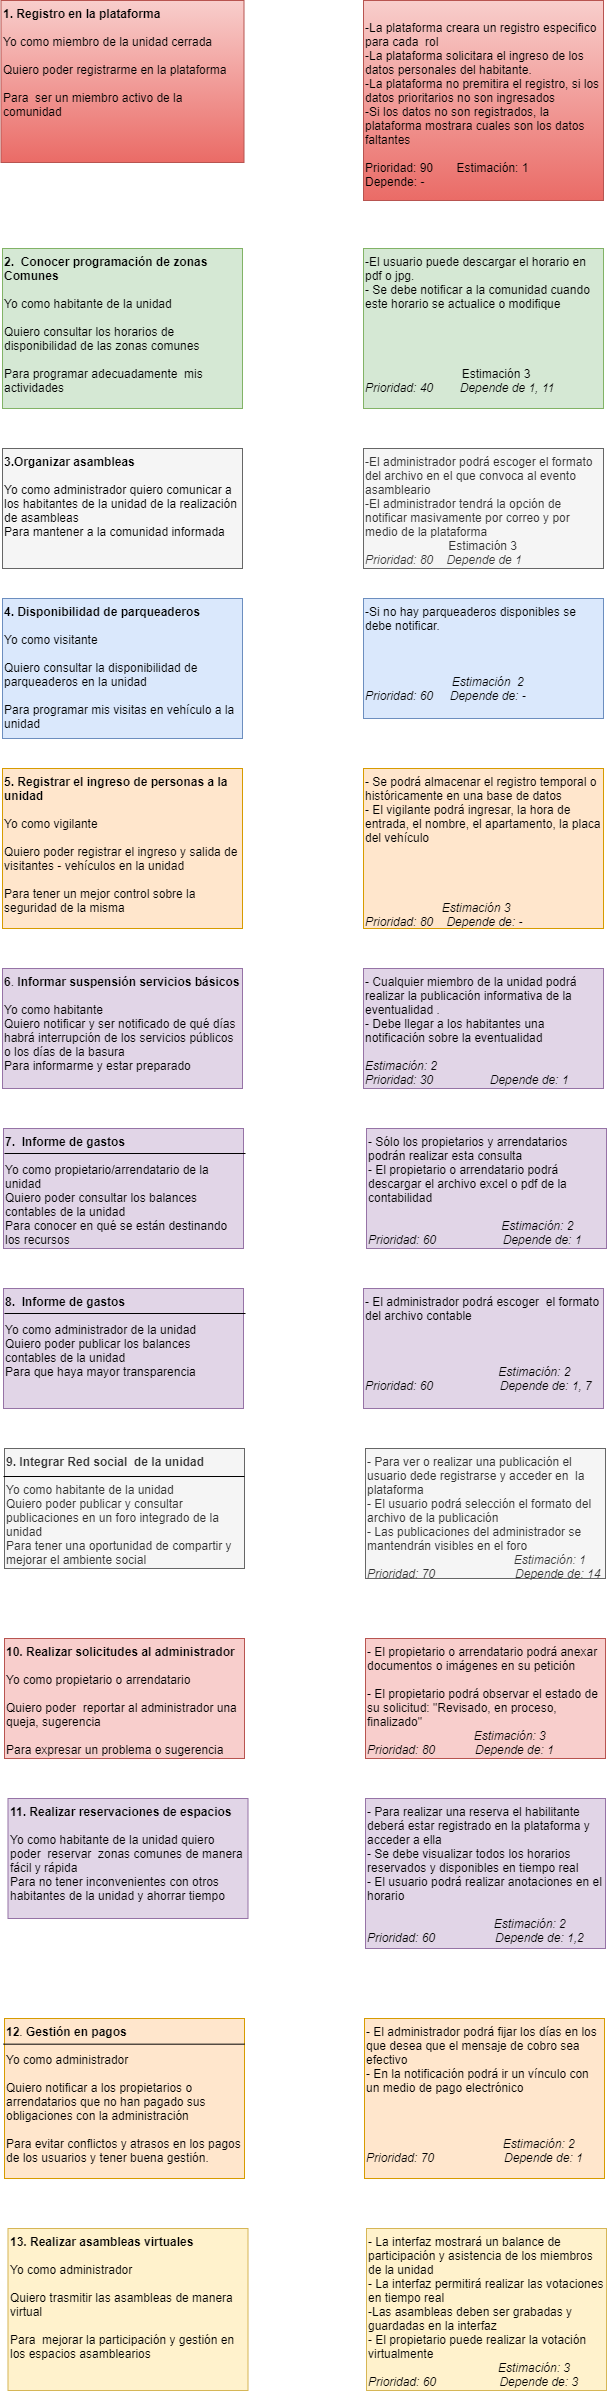 1. Registro en la plataforma
Yo como miembro de la unidad cerrada
Quiero poder registrarme en la plataforma
Para  ser un miembro activo de la
comunidad
-La plataforma creara un registro especifico
para cada  rol
-La plataforma solicitara el ingreso de los
datos personales del habitante.
-La plataforma no premitira el registro, si los
datos prioritarios no son ingresados
-Si los datos no son registrados, la
plataforma mostrara cuales son los datos
faltantes
Prioridad: 90       Estimación: 1
Depende: -
2.  Conocer programación de zonas
Comunes
Yo como habitante de la unidad
Quiero consultar los horarios de
disponibilidad de las zonas comunes
Para programar adecuadamente  mis
actividades
-El usuario puede descargar el horario en
pdf o jpg.
- Se debe notificar a la comunidad cuando
este horario se actualice o modifique
Estimación 3
Prioridad: 40        Depende de 1, 11
3.Organizar asambleas
Yo como administrador quiero comunicar a
los habitantes de la unidad de la realización
de asambleas
Para mantener a la comunidad informada
-El administrador podrá escoger el formato
del archivo en el que convoca al evento
asambleario
-El administrador tendrá la opción de
notificar masivamente por correo y por
medio de la plataforma
Estimación 3
Prioridad: 80    Depende de 1
4. Disponibilidad de parqueaderos
Yo como visitante
Quiero consultar la disponibilidad de
parqueaderos en la unidad
Para programar mis visitas en vehículo a la
unidad
-Si no hay parqueaderos disponibles se
debe notificar.
Estimación  2
Prioridad: 60     Depende de: -
5. Registrar el ingreso de personas a la
unidad
Yo como vigilante
Quiero poder registrar el ingreso y salida de
visitantes - vehículos en la unidad
Para tener un mejor control sobre la
seguridad de la misma
- Se podrá almacenar el registro temporal o
históricamente en una base de datos
- El vigilante podrá ingresar, la hora de
entrada, el nombre, el apartamento, la placa
del vehículo
Estimación 3
Prioridad: 80    Depende de: -
6. Informar suspensión servicios básicos
Yo como habitante
Quiero notificar y ser notificado de qué días
habrá interrupción de los servicios públicos
o los días de la basura
Para informarme y estar preparado
- Cualquier miembro de la unidad podrá
realizar la publicación informativa de la
eventualidad .
- Debe llegar a los habitantes una
notificación sobre la eventualidad
Estimación: 2
Prioridad: 30                 Depende de: 1
7.  Informe de gastos
Yo como propietario/arrendatario de la
unidad
Quiero poder consultar los balances
contables de la unidad
Para conocer en qué se están destinando
los recursos
- Sólo los propietarios y arrendatarios
podrán realizar esta consulta
- El propietario o arrendatario podrá
descargar el archivo excel o pdf de la
contabilidad
Estimación: 2
Prioridad: 60                    Depende de: 1
8.  Informe de gastos
Yo como administrador de la unidad
Quiero poder publicar los balances
contables de la unidad
Para que haya mayor transparencia
- El administrador podrá escoger  el formato
del archivo contable
Estimación: 2
Prioridad: 60                    Depende de: 1, 7
9. Integrar Red social  de la unidad
Yo como habitante de la unidad
Quiero poder publicar y consultar
publicaciones en un foro integrado de la
unidad
Para tener una oportunidad de compartir y
mejorar el ambiente social
- Para ver o realizar una publicación el
usuario dede registrarse y acceder en  la
plataforma
- El usuario podrá selección el formato del
archivo de la publicación
- Las publicaciones del administrador se
mantendrán visibles en el foro
Estimación: 1
Prioridad: 70                        Depende de: 14
10. Realizar solicitudes al administrador
Yo como propietario o arrendatario
Quiero poder  reportar al administrador una
queja, sugerencia
Para expresar un problema o sugerencia
- El propietario o arrendatario podrá anexar
documentos o imágenes en su petición
- El propietario podrá observar el estado de
su solicitud: "Revisado, en proceso,
finalizado"
Estimación: 3
Prioridad: 80            Depende de: 1
11. Realizar reservaciones de espacios
Yo como habitante de la unidad quiero
poder  reservar  zonas comunes de manera
fácil y rápida
Para no tener inconvenientes con otros
habitantes de la unidad y ahorrar tiempo
- Para realizar una reserva el habilitante
deberá estar registrado en la plataforma y
acceder a ella
- Se debe visualizar todos los horarios
reservados y disponibles en tiempo real
- El usuario podrá realizar anotaciones en el
horario
Estimación: 2
Prioridad: 60                  Depende de: 1,2
12. Gestión en pagos
Yo como administrador
Quiero notificar a los propietarios o
arrendatarios que no han pagado sus
obligaciones con la administración
Para evitar conflictos y atrasos en los pagos
de los usuarios y tener buena gestión.
- El administrador podrá fijar los días en los
que desea que el mensaje de cobro sea
efectivo
- En la notificación podrá ir un vínculo con
un medio de pago electrónico
Estimación: 2
Prioridad: 70                     Depende de: 1
13. Realizar asambleas virtuales
Yo como administrador
Quiero trasmitir las asambleas de manera
virtual
Para  mejorar la participación y gestión en
los espacios asamblearios
- La interfaz mostrará un balance de
participación y asistencia de los miembros
de la unidad
- La interfaz permitirá realizar las votaciones
en tiempo real
-Las asambleas deben ser grabadas y
guardadas en la interfaz
- El propietario puede realizar la votación
virtualmente
Estimación: 3
Prioridad: 60                   Depende de: 3